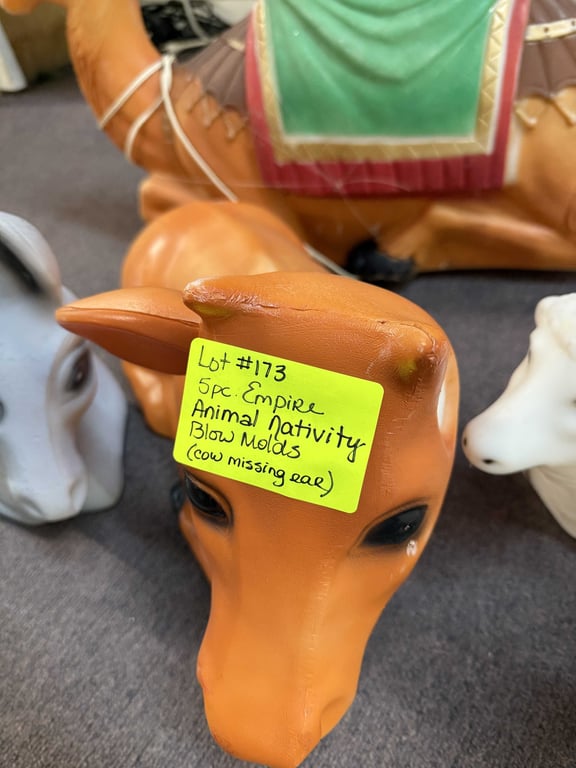 Lot #173
5pc. Empire
Animal Nativity
Blow Molds
(cow missing ear)